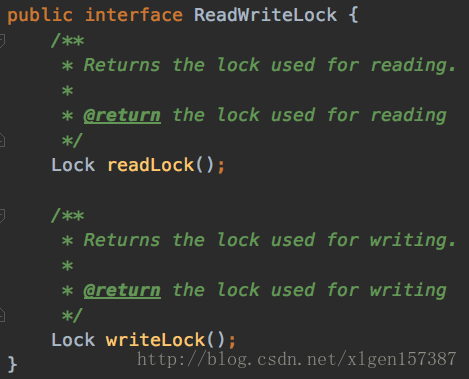 public interface ReadWriteLock {
/**
* Returns the lock used for reading.
*
* @return the lock used for reading
*/
Lock readLock();
/**
* Returns the lock used for writing.
*
* @return the lock used for writing
*/
Lock writeLock();
http://blog.csdn.net/xlgen157387
}